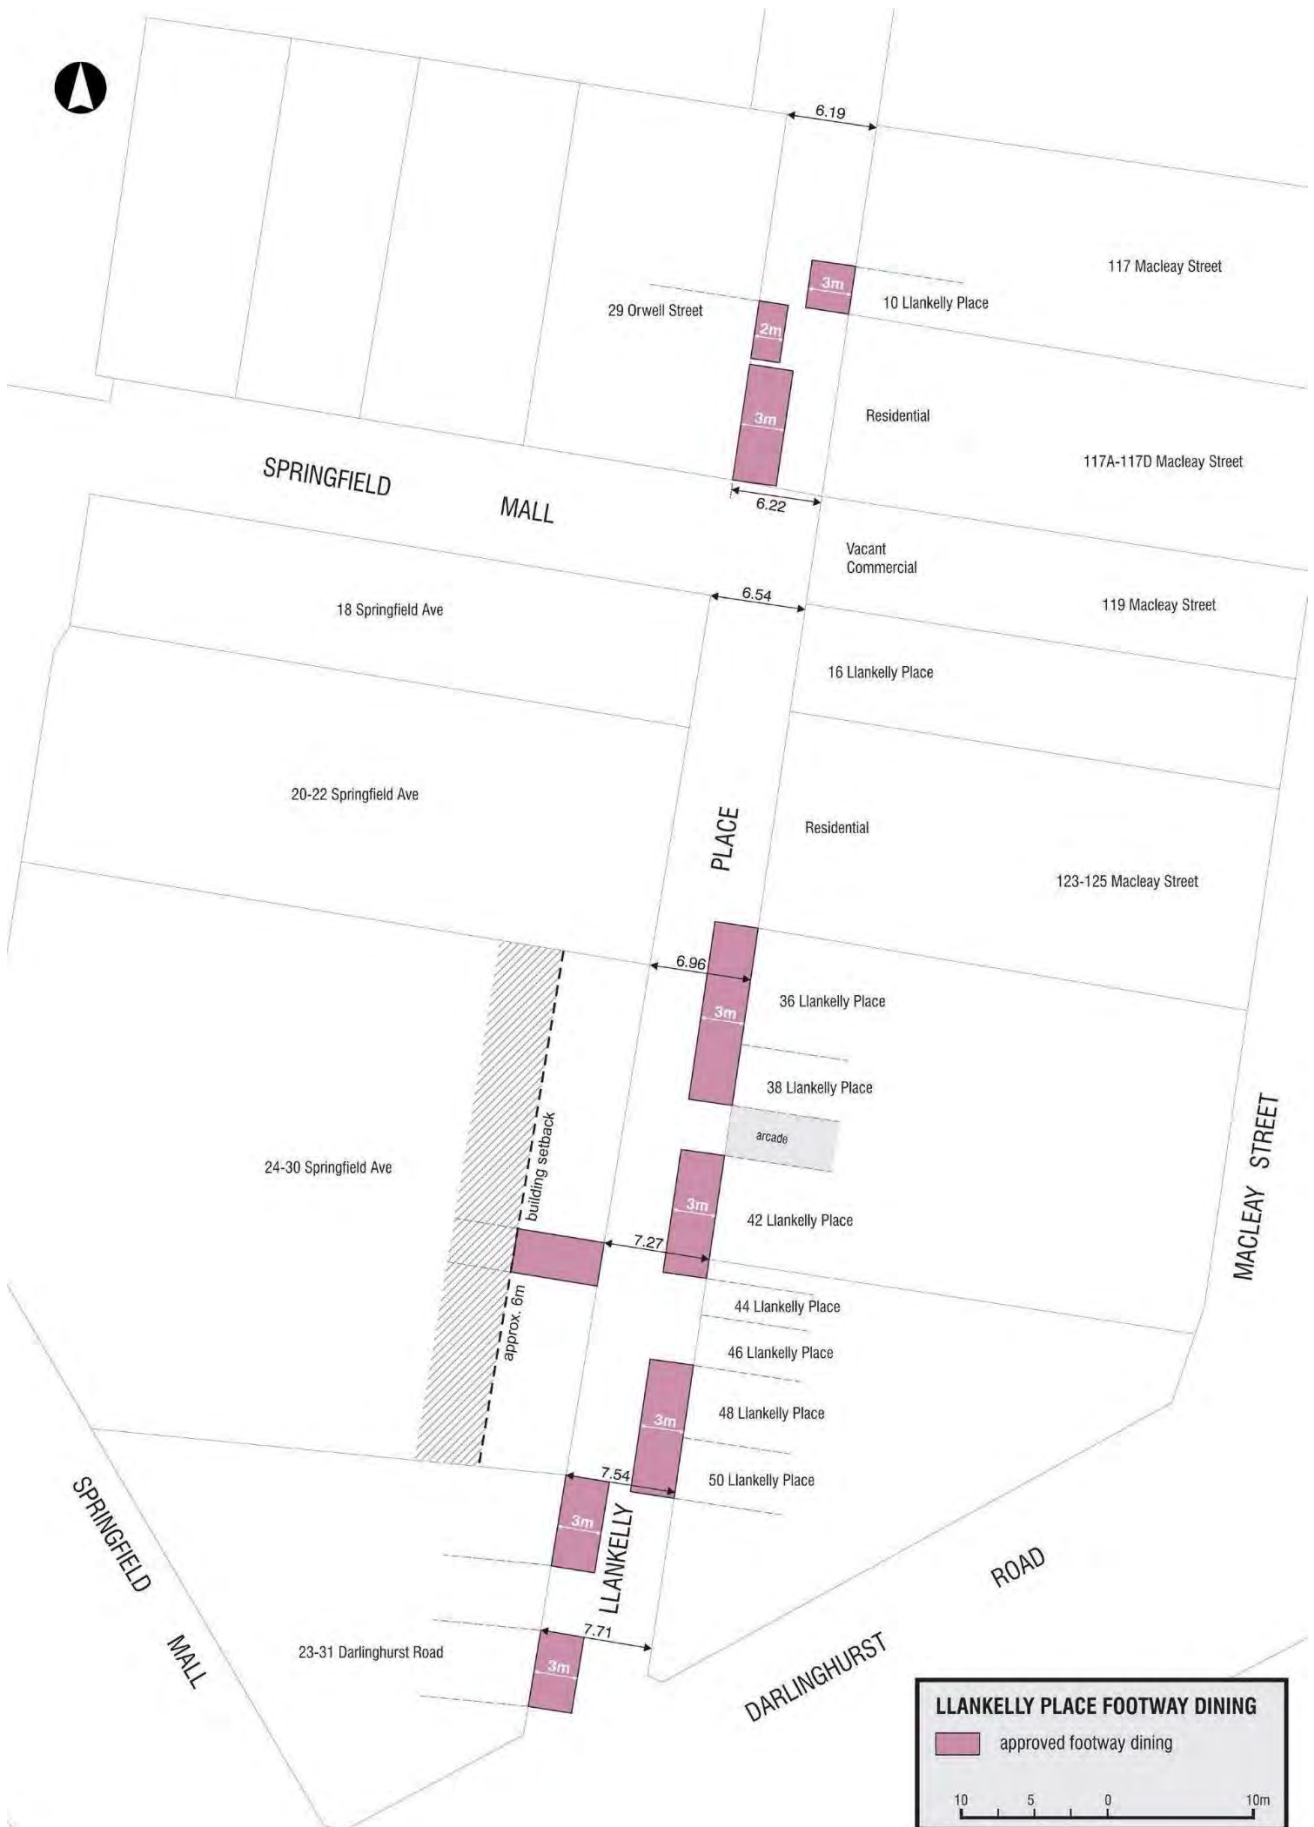 6.19
117 Macleay Street
3m
10 Llankelly Place
29 Orwell Street
2m
3m
Residential
117A-117D Macleay Street
SPRINGFIELD MALL
6.22
Vacant
Commercial
6.54
119 Macleay Street
18 Springfield Ave
16 Llankelly Place
20-22 Springfield Ave
PLACE
Residential
123-125 Macleay Street
6.96
36 Llankelly Place
3m
38 Llankelly Place
arcade
building setback
24-30 Springfield Ave
MACLEAY STREET
3m
42 Llankelly Place
7.27
approx. 6m
44 Llankelly Place
46 Llankelly Place
3m
48 Llankelly Place
7.54
50 Llankelly Place
3m
LLANKELLY
SPRINGFIELD MALL
7.71
23-31 Darlinghurst Road
3m
DARLINGHURST ROAD
LLANKELLY PLACE FOOTWAY DINING
approved footway dining
10 5 0 10m